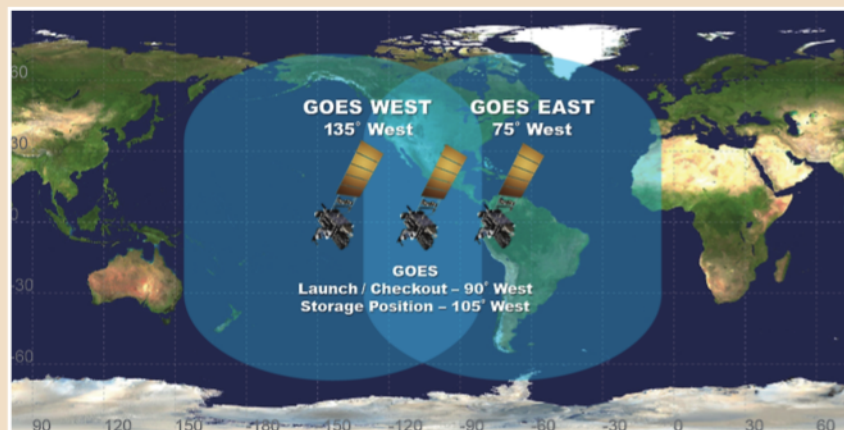 60
GOES WEST
135° West
GOES EAST
75° West
30
0
GOES
Launch / Checkout – 90° West
Storage Position – 105° West
-30
-60
90 120 150 -180 -150 -120 -90 -60 -30 0 30 60